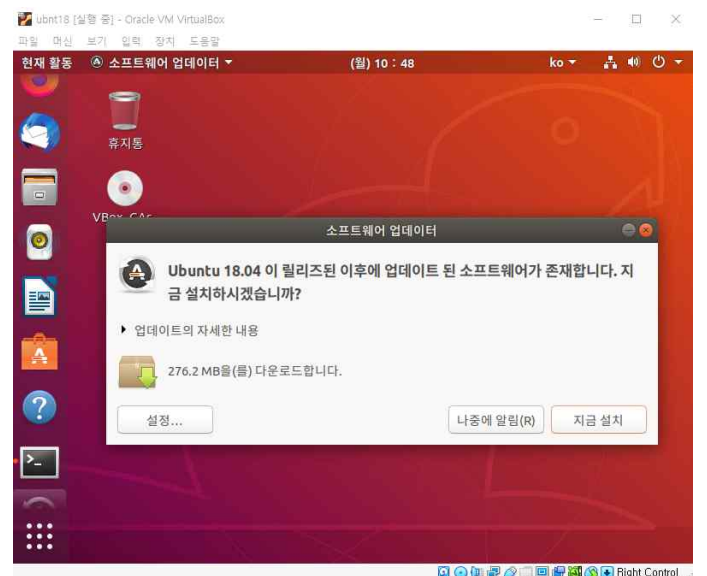 ubnt18 [실행 중] - Oracle VM VirtualBox
파일 머신 보기 입력 장치 도움말
현재 활동 소프트웨어 업데이터 (월) 10 : 48 ko
휴지통
소프트웨어 업데이터
Ubuntu 18.04 이 릴리즈된 이후에 업데이트 된 소프트웨어가 존재합니다. 지
금 설치하시겠습니까?
업데이트의 자세한 내용
276.2 MB을(를) 다운로드합니다.
설정... 나중에 알림(R) 지금 설치
Right Control